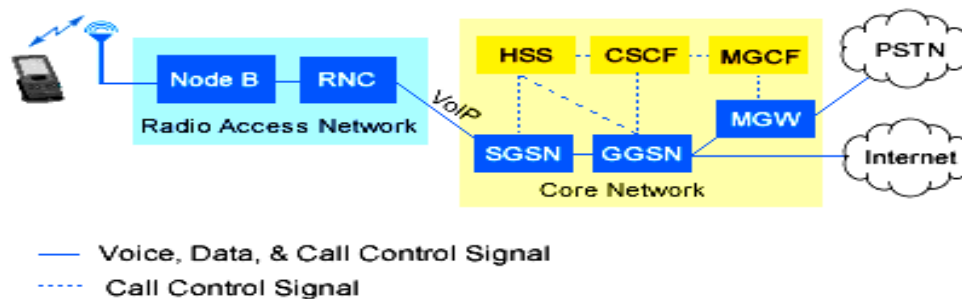 HSS CSCF MGCF PSTN
Node B RNC
Radio Access Network
VoIP
MGW
SGSN GGSN
Internet
Core Network
Voice, Data, & Call Control Signal
Call Control Signal